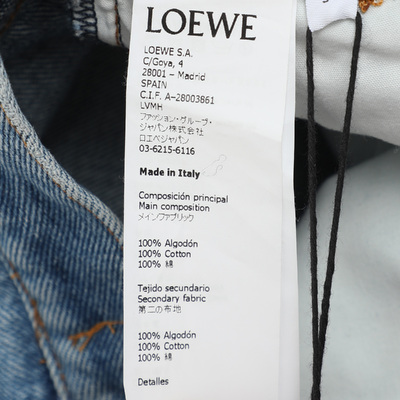 LOEWE
LOEWE S.A.
C/Goya, 4
28001 – Madrid
SPAIN
C.I.F. A–28003861
LVMH
ファッション・グループ・
ジャパン株式会社
ロエベジャパン
03-6215-6116
Made in Italy
Composición principal
Main composition
メインファブリック
100% Algodón
100% Cotton
100% 綿
Tejido secundario
Secondary fabric
第二の布地
100% Algodón
100% Cotton
100% 綿
Detalles